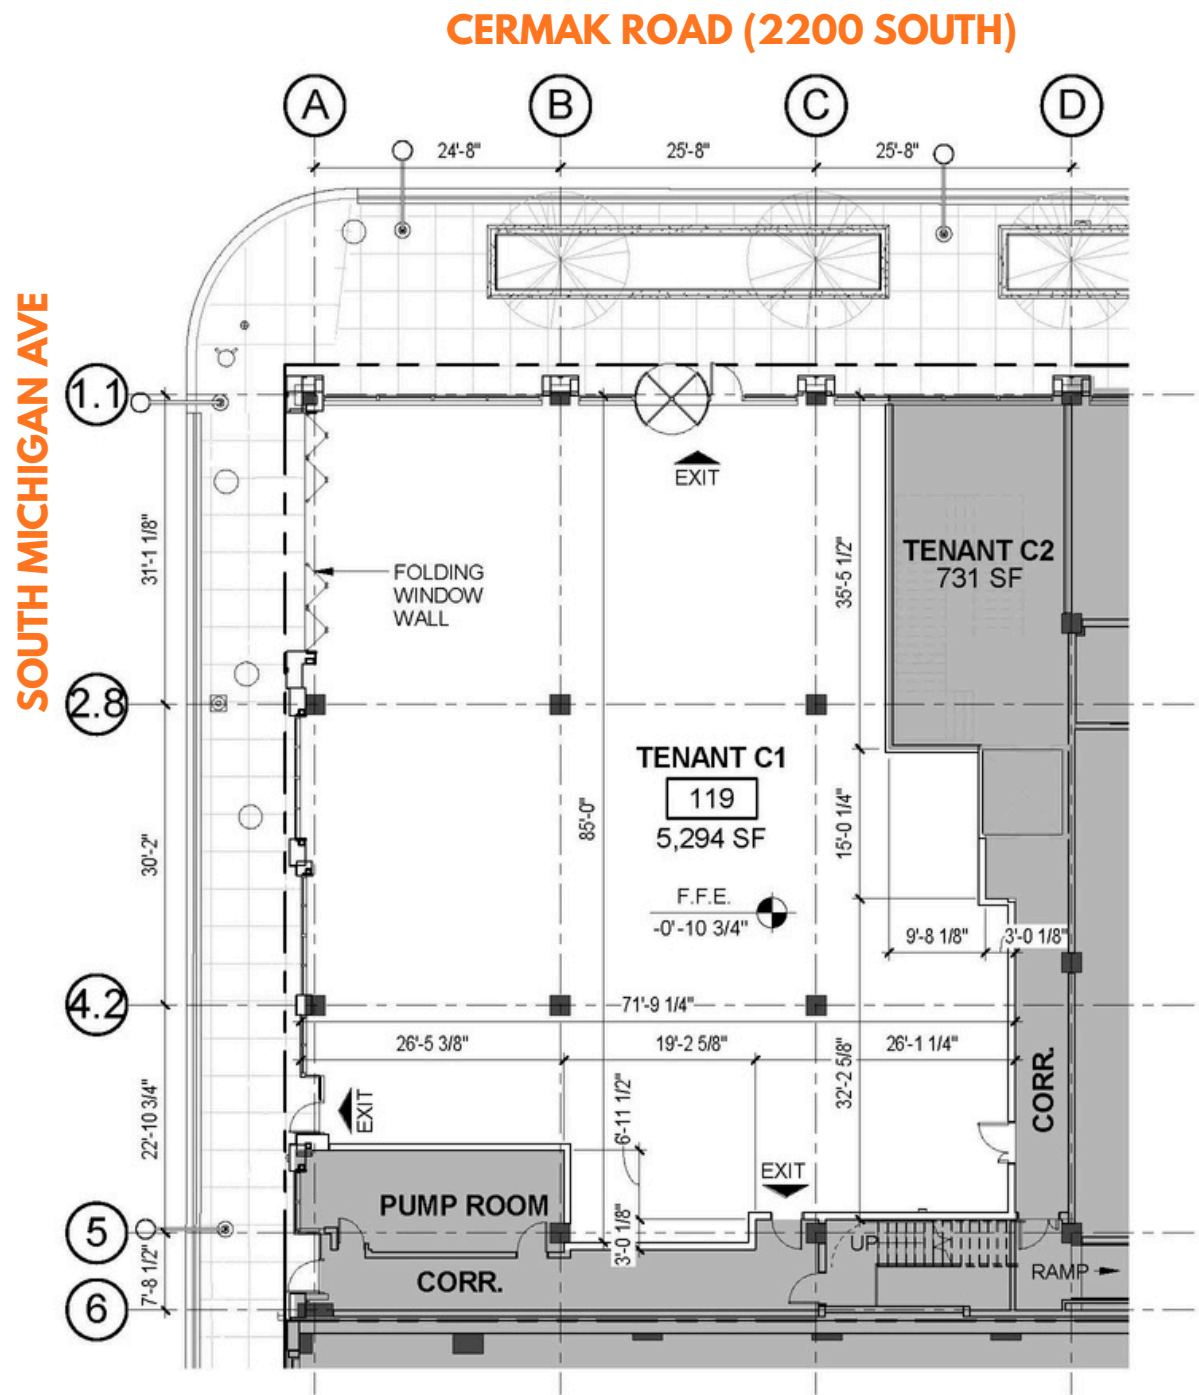 CERMAK ROAD (2200 SOUTH)
A
B
C
D
24'-8"
25'-8"
25'-8"
SOUTH MICHIGAN AVE
1.1
EXIT
31'-1 1/8"
FOLDING
WINDOW
WALL
35'-5 1/2"
TENANT C2
731 SF
2.8
TENANT C1
119
5,294 SF
85'-0"
15'-0 1/4"
30'-2"
F.F.E.
-0'-10 3/4"
9'-8 1/8"
3'-0 1/8"
4.2
71'-9 1/4"
26'-5 3/8"
19'-2 5/8"
26'-1 1/4"
32'-2 5/8"
CORR.
22'-10 3/4"
EXIT
6'-11 1/2"
EXIT
PUMP ROOM
3'-0 1/8"
5
UP
CORR.
RAMP
7'-8 1/2"
6